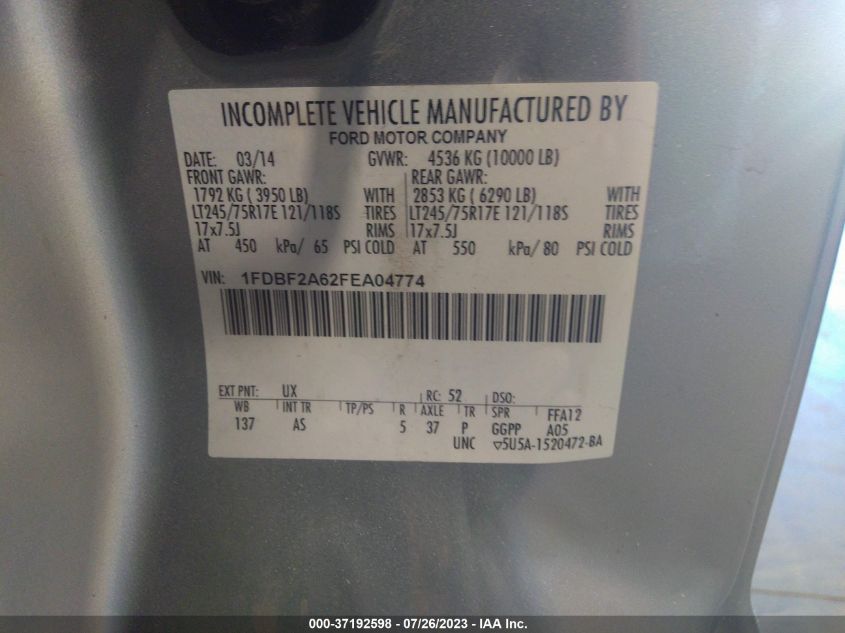 INCOMPLETE VEHICLE MANUFACTURED BY
FORD MOTOR COMPANY
DATE: 03/14 GVWR: 4536 KG (10000 LB)
FRONT GAWR: REAR GAWR:
1792 KG ( 3950 LB) WITH 2853 KG ( 6290 LB) WITH
LT245/75R17E 121/118S TIRES LT245/75R17E 121/118S TIRES
17x7.5J RIMS 17x7.5J RIMS
AT 450 kPa/ 65 PSI COLD AT 550 kPa/ 80 PSI COLD
VIN: 1FDBF2A62FEA04774
EXT PNT: UX RC: 52 DSO:
WB INT TR TP/PS R AXLE TR SPR FFA12
137 AS 5 37 P GGPP A05
UNC ▽5U5A-1520472-BA
000-37192598 - 07/26/2023 - IAA Inc.